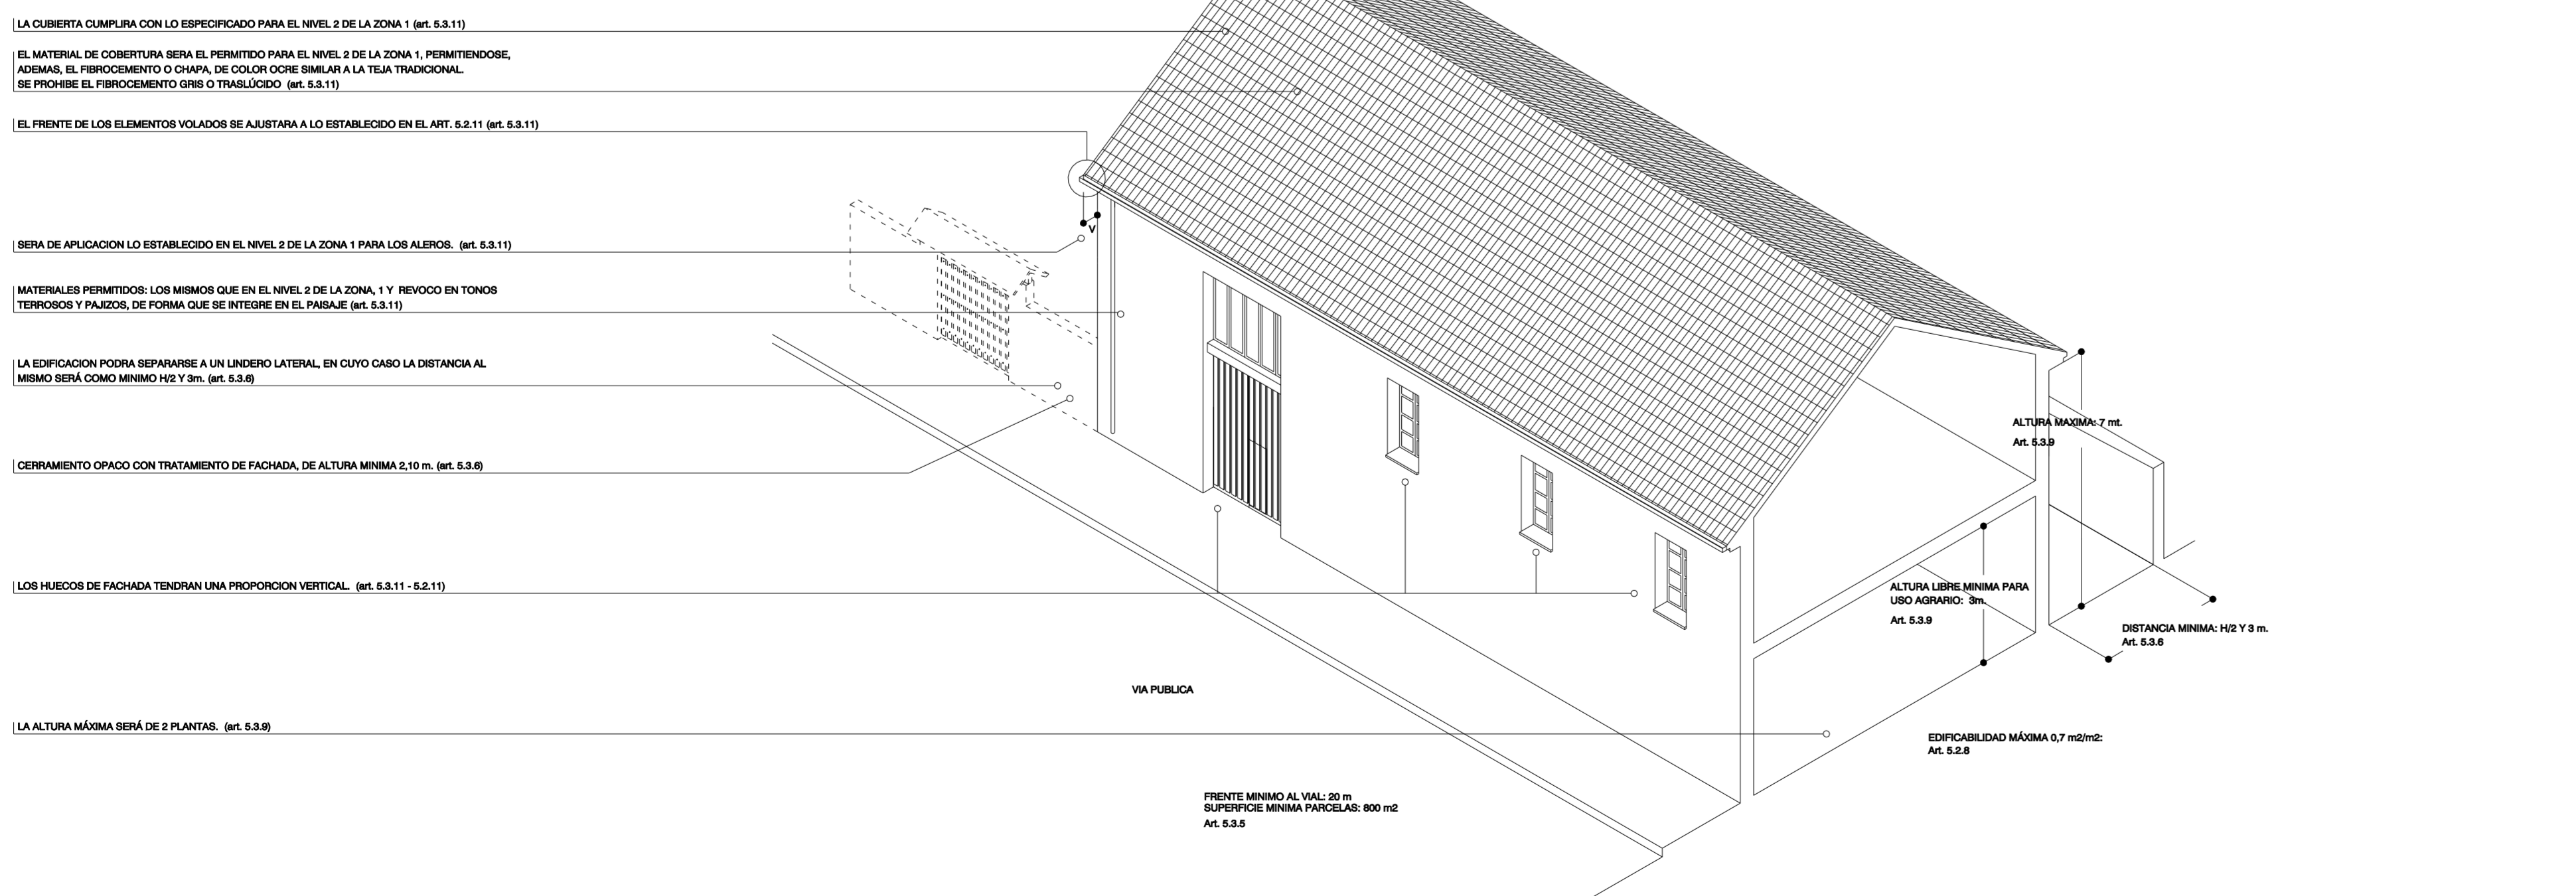 LA CUBIERTA CUMPLIRA CON LO ESPECIFICADO PARA EL NIVEL 2 DE LA ZONA 1 (art. 5.3.11)
EL MATERIAL DE COBERTURA SERA EL PERMITIDO PARA EL NIVEL 2 DE LA ZONA 1, PERMITIENDOSE,
ADEMAS, EL FIBROCEMENTO O CHAPA, DE COLOR OCRE SIMILAR A LA TEJA TRADICIONAL.
SE PROHIBE EL FIBROCEMENTO GRIS O TRASLÚCIDO (art. 5.3.11)
EL FRENTE DE LOS ELEMENTOS VOLADOS SE AJUSTARA A LO ESTABLECIDO EN EL ART. 5.2.11 (art. 5.3.11)
V
SERA DE APLICACION LO ESTABLECIDO EN EL NIVEL 2 DE LA ZONA 1 PARA LOS ALEROS. (art. 5.3.11)
MATERIALES PERMITIDOS: LOS MISMOS QUE EN EL NIVEL 2 DE LA ZONA, 1 Y REVOCO EN TONOS
TERROSOS Y PAJIZOS, DE FORMA QUE SE INTEGRE EN EL PAISAJE (art. 5.3.11)
LA EDIFICACION PODRA SEPARARSE A UN LINDERO LATERAL, EN CUYO CASO LA DISTANCIA AL
MISMO SERÁ COMO MINIMO H/2 Y 3m. (art. 5.3.6)
CERRAMIENTO OPACO CON TRATAMIENTO DE FACHADA, DE ALTURA MINIMA 2,10 m. (art. 5.3.6)
LOS HUECOS DE FACHADA TENDRAN UNA PROPORCION VERTICAL. (art. 5.3.11 - 5.2.11)
LA ALTURA MÁXIMA SERÁ DE 2 PLANTAS. (art. 5.3.9)
ALTURA MAXIMA: 7 mt.
Art. 5.3.9
ALTURA LIBRE MINIMA PARA
USO AGRARIO: 3m.
Art. 5.3.9
DISTANCIA MINIMA: H/2 Y 3 m.
Art. 5.3.6
VIA PUBLICA
EDIFICABILIDAD MÁXIMA 0,7 m2/m2:
Art. 5.2.8
FRENTE MINIMO AL VIAL: 20 m
SUPERFICIE MINIMA PARCELAS: 800 m2
Art. 5.3.5